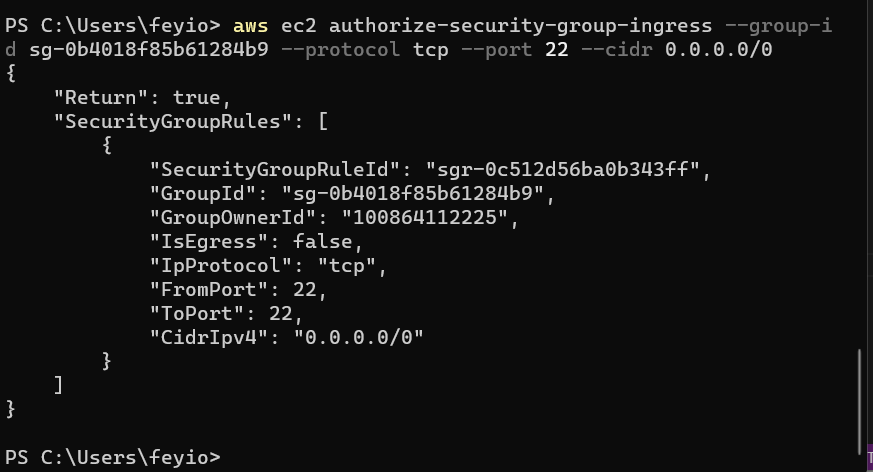 PS C:\Users\feyio> aws ec2 authorize-security-group-ingress --group-i
d sg-0b4018f85b61284b9 --protocol tcp --port 22 --cidr 0.0.0.0/0
{
    "Return": true,
    "SecurityGroupRules": [
        {
            "SecurityGroupRuleId": "sgr-0c512d56ba0b343ff",
            "GroupId": "sg-0b4018f85b61284b9",
            "GroupOwnerId": "100864112225",
            "IsEgress": false,
            "IpProtocol": "tcp",
            "FromPort": 22,
            "ToPort": 22,
            "CidrIpv4": "0.0.0.0/0"
        }
    ]
}
PS C:\Users\feyio>